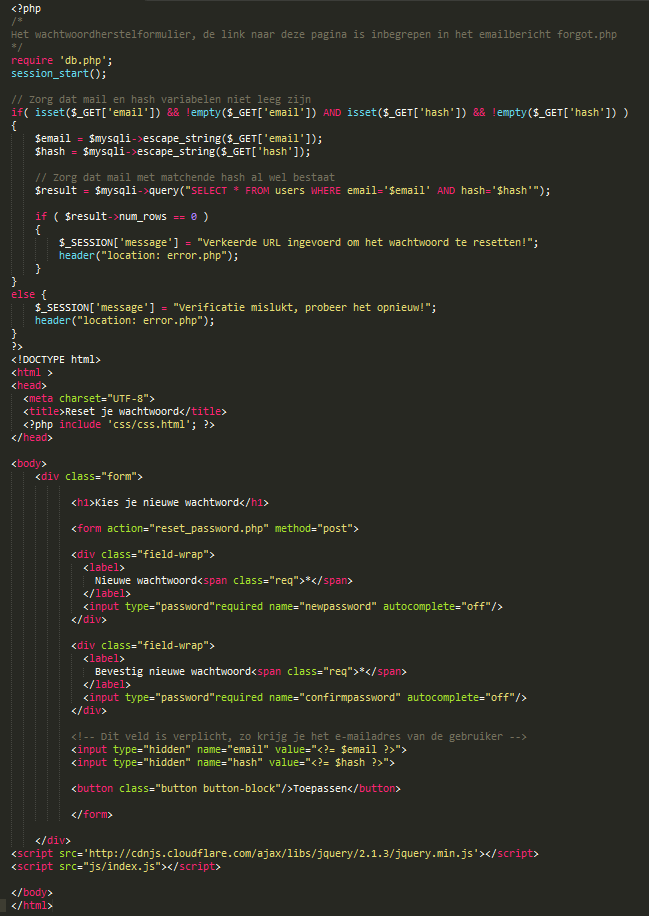 <?php
/*
Het wachtwoordherstelformulier, de link naar deze pagina is inbegrepen in het emailbericht forgot.php
*/
require 'db.php';
session_start();
// Zorg dat mail en hash variabelen niet leeg zijn
if( isset($_GET['email']) && !empty($_GET['email']) AND isset($_GET['hash']) && !empty($_GET['hash']) )
{
$email = $mysqli->escape_string($_GET['email']);
$hash = $mysqli->escape_string($_GET['hash']);
// Zorg dat mail met matchende hash al wel bestaat
$result = $mysqli->query("SELECT * FROM users WHERE email='$email' AND hash='$hash'");
if ( $result->num_rows == 0 )
{
$_SESSION['message'] = "Verkeerde URL ingevoerd om het wachtwoord te resetten!";
header("location: error.php");
}
}
else {
$_SESSION['message'] = "Verificatie mislukt, probeer het opnieuw!";
header("location: error.php");
}
?>
<!DOCTYPE html>
<html >
<head>
<meta charset="UTF-8">
<title>Reset je wachtwoord</title>
<?php include 'css/css.html'; ?>
</head>
<body>
<div class="form">
<h1>Kies je nieuwe wachtword</h1>
<form action="reset_password.php" method="post">
<div class="field-wrap">
<label>
Nieuwe wachtwoord<span class="req">*</span>
</label>
<input type="password"required name="newpassword" autocomplete="off"/>
</div>
<div class="field-wrap">
<label>
Bevestig nieuwe wachtwoord<span class="req">*</span>
</label>
<input type="password"required name="confirmpassword" autocomplete="off"/>
</div>
<!-- Dit veld is verplicht, zo krijg je het e-mailadres van de gebruiker -->
<input type="hidden" name="email" value="<?= $email ?>">
<input type="hidden" name="hash" value="<?= $hash ?>">
<button class="button button-block"/>Toepassen</button>
</form>
</div>
<script src='http://cdnjs.cloudflare.com/ajax/libs/jquery/2.1.3/jquery.min.js'></script>
<script src="js/index.js"></script>
</body>
</html>